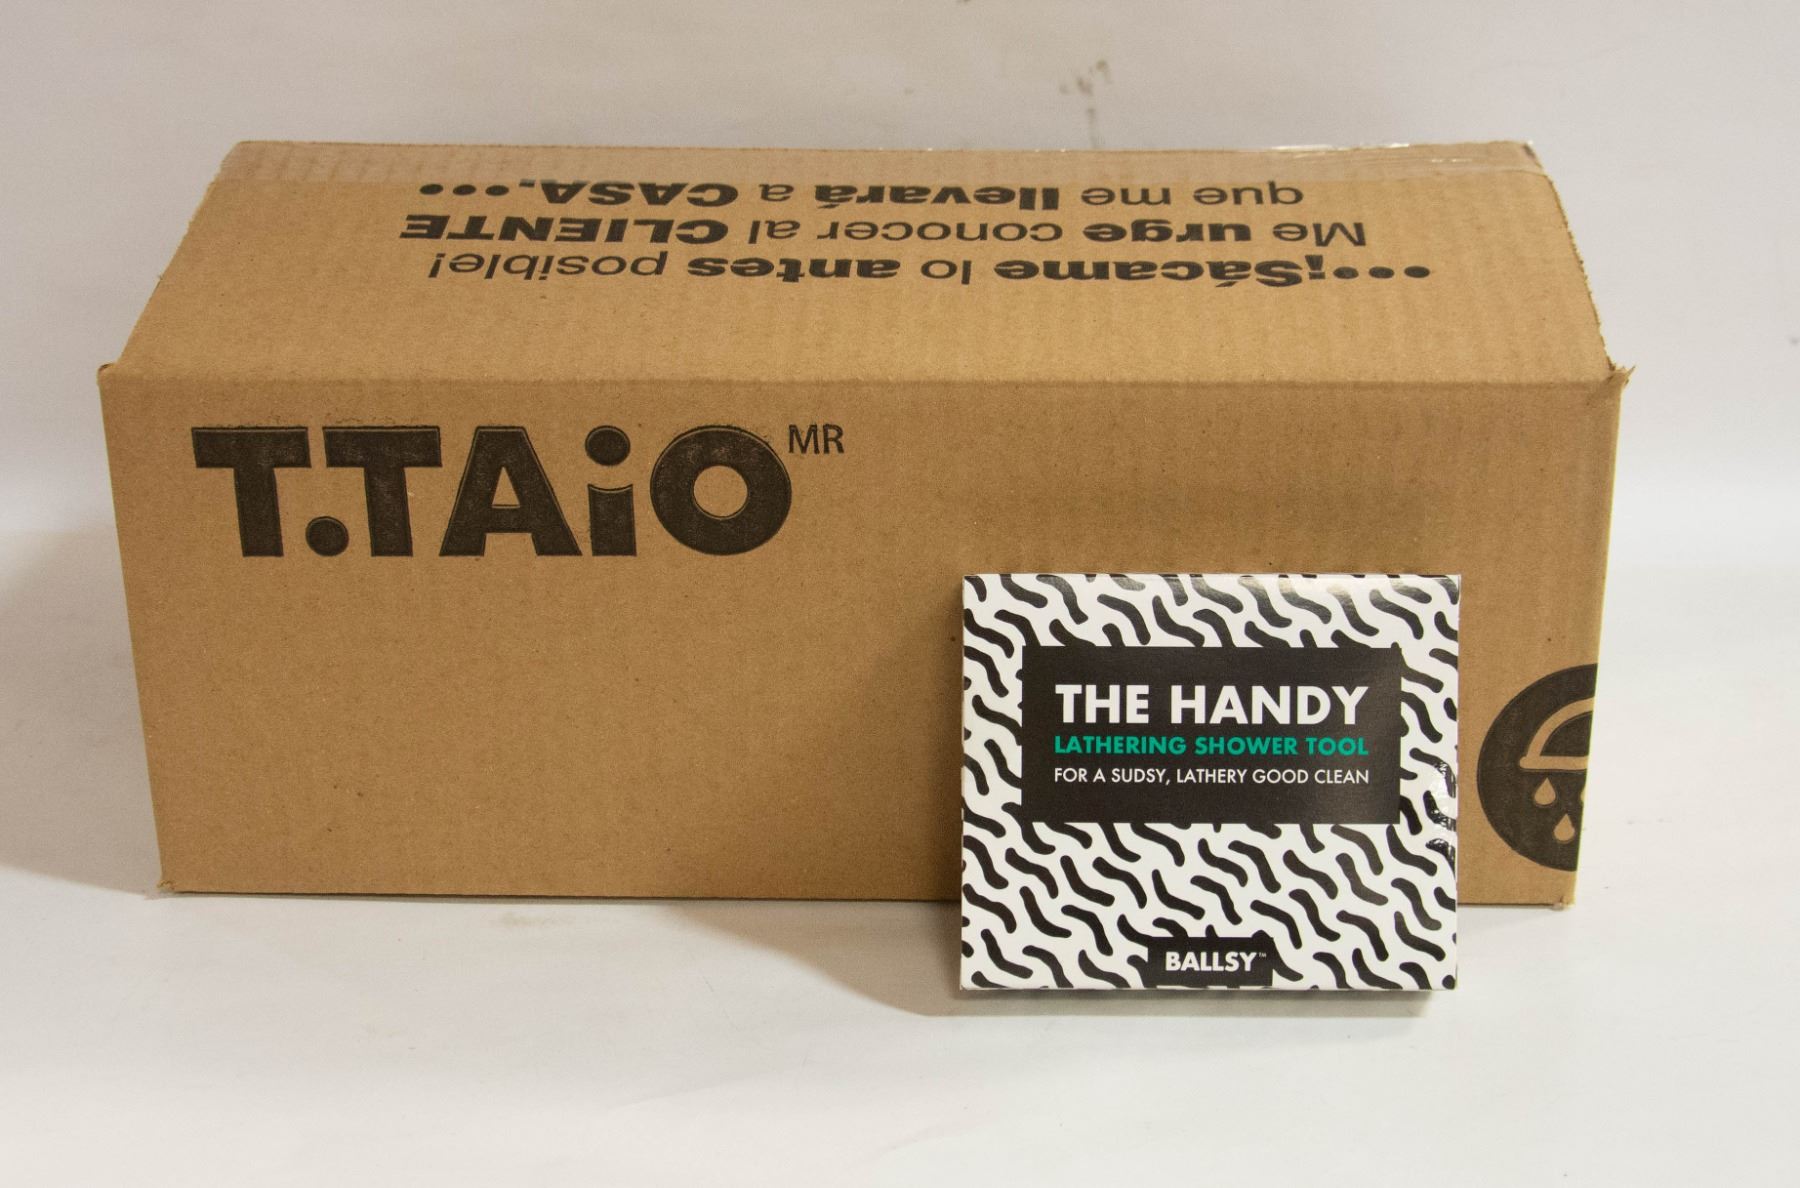 ...¡Sácame lo antes posible!
Me urge conocer al CLIENTE
que me llevará a CASA....
T.TAiO MR
THE HANDY
LATHERING SHOWER TOOL
FOR A SUDSY, LATHERY GOOD CLEAN
BALLSY™